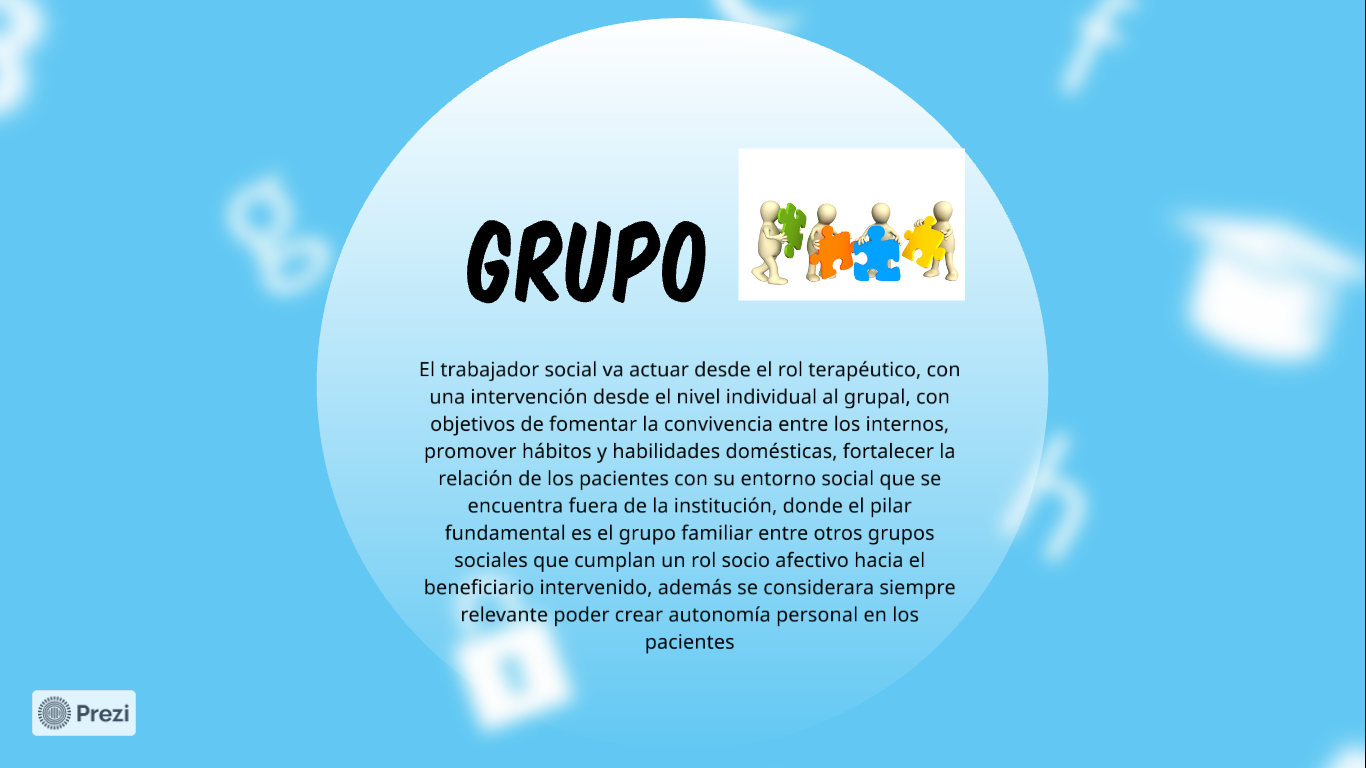 GRUPO
El trabajador social va actuar desde el rol terapéutico, con
una intervención desde el nivel individual al grupal, con
objetivos de fomentar la convivencia entre los internos,
promover hábitos y habilidades domésticas, fortalecer la
relación de los pacientes con su entorno social que se
encuentra fuera de la institución, donde el pilar
fundamental es el grupo familiar entre otros grupos
sociales que cumplan un rol socio afectivo hacia el
beneficiario intervenido, además se considerara siempre
relevante poder crear autonomía personal en los
pacientes
Prezi